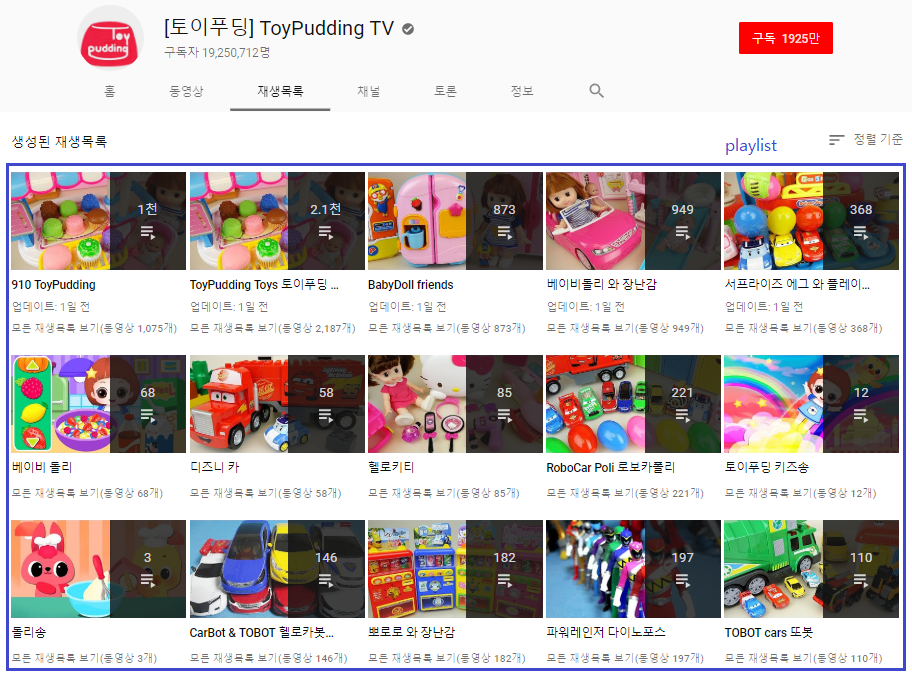 Toy
pudding
[토이푸딩] ToyPudding TV
구독자 19,250,712명
구독 1925만
홈 동영상 재생목록 채널 토론 정보
생성된 재생목록
playlist
정렬 기준
1천 2.1천 873 949 368
910 ToyPudding ToyPudding Toys 토이푸딩 ... BabyDoll friends 베이비돌리 와 장난감 서프라이즈 에그 와 플레이...
업데이트: 1일 전 업데이트: 1일 전 업데이트: 1일 전 업데이트: 1일 전 업데이트: 1일 전
모든 재생목록 보기(동영상 1,075개) 모든 재생목록 보기(동영상 2,187개) 모든 재생목록 보기(동영상 873개) 모든 재생목록 보기(동영상 949개) 모든 재생목록 보기(동영상 368개)
68 58 85 221 12
베이비 돌리 디즈니 카 헬로키티 RoboCar Poli 로보카폴리 토이푸딩 키즈송
모든 재생목록 보기(동영상 68개) 모든 재생목록 보기(동영상 58개) 모든 재생목록 보기(동영상 85개) 모든 재생목록 보기(동영상 221개) 모든 재생목록 보기(동영상 12개)
3 146 182 197 110
돌리송 CarBot & TOBOT 헬로카봇... 뽀로로 와 장난감 파워레인저 다이노포스 TOBOT cars 또봇
모든 재생목록 보기(동영상 3개) 모든 재생목록 보기(동영상 146개) 모든 재생목록 보기(동영상 182개) 모든 재생목록 보기(동영상 197개) 모든 재생목록 보기(동영상 110개)